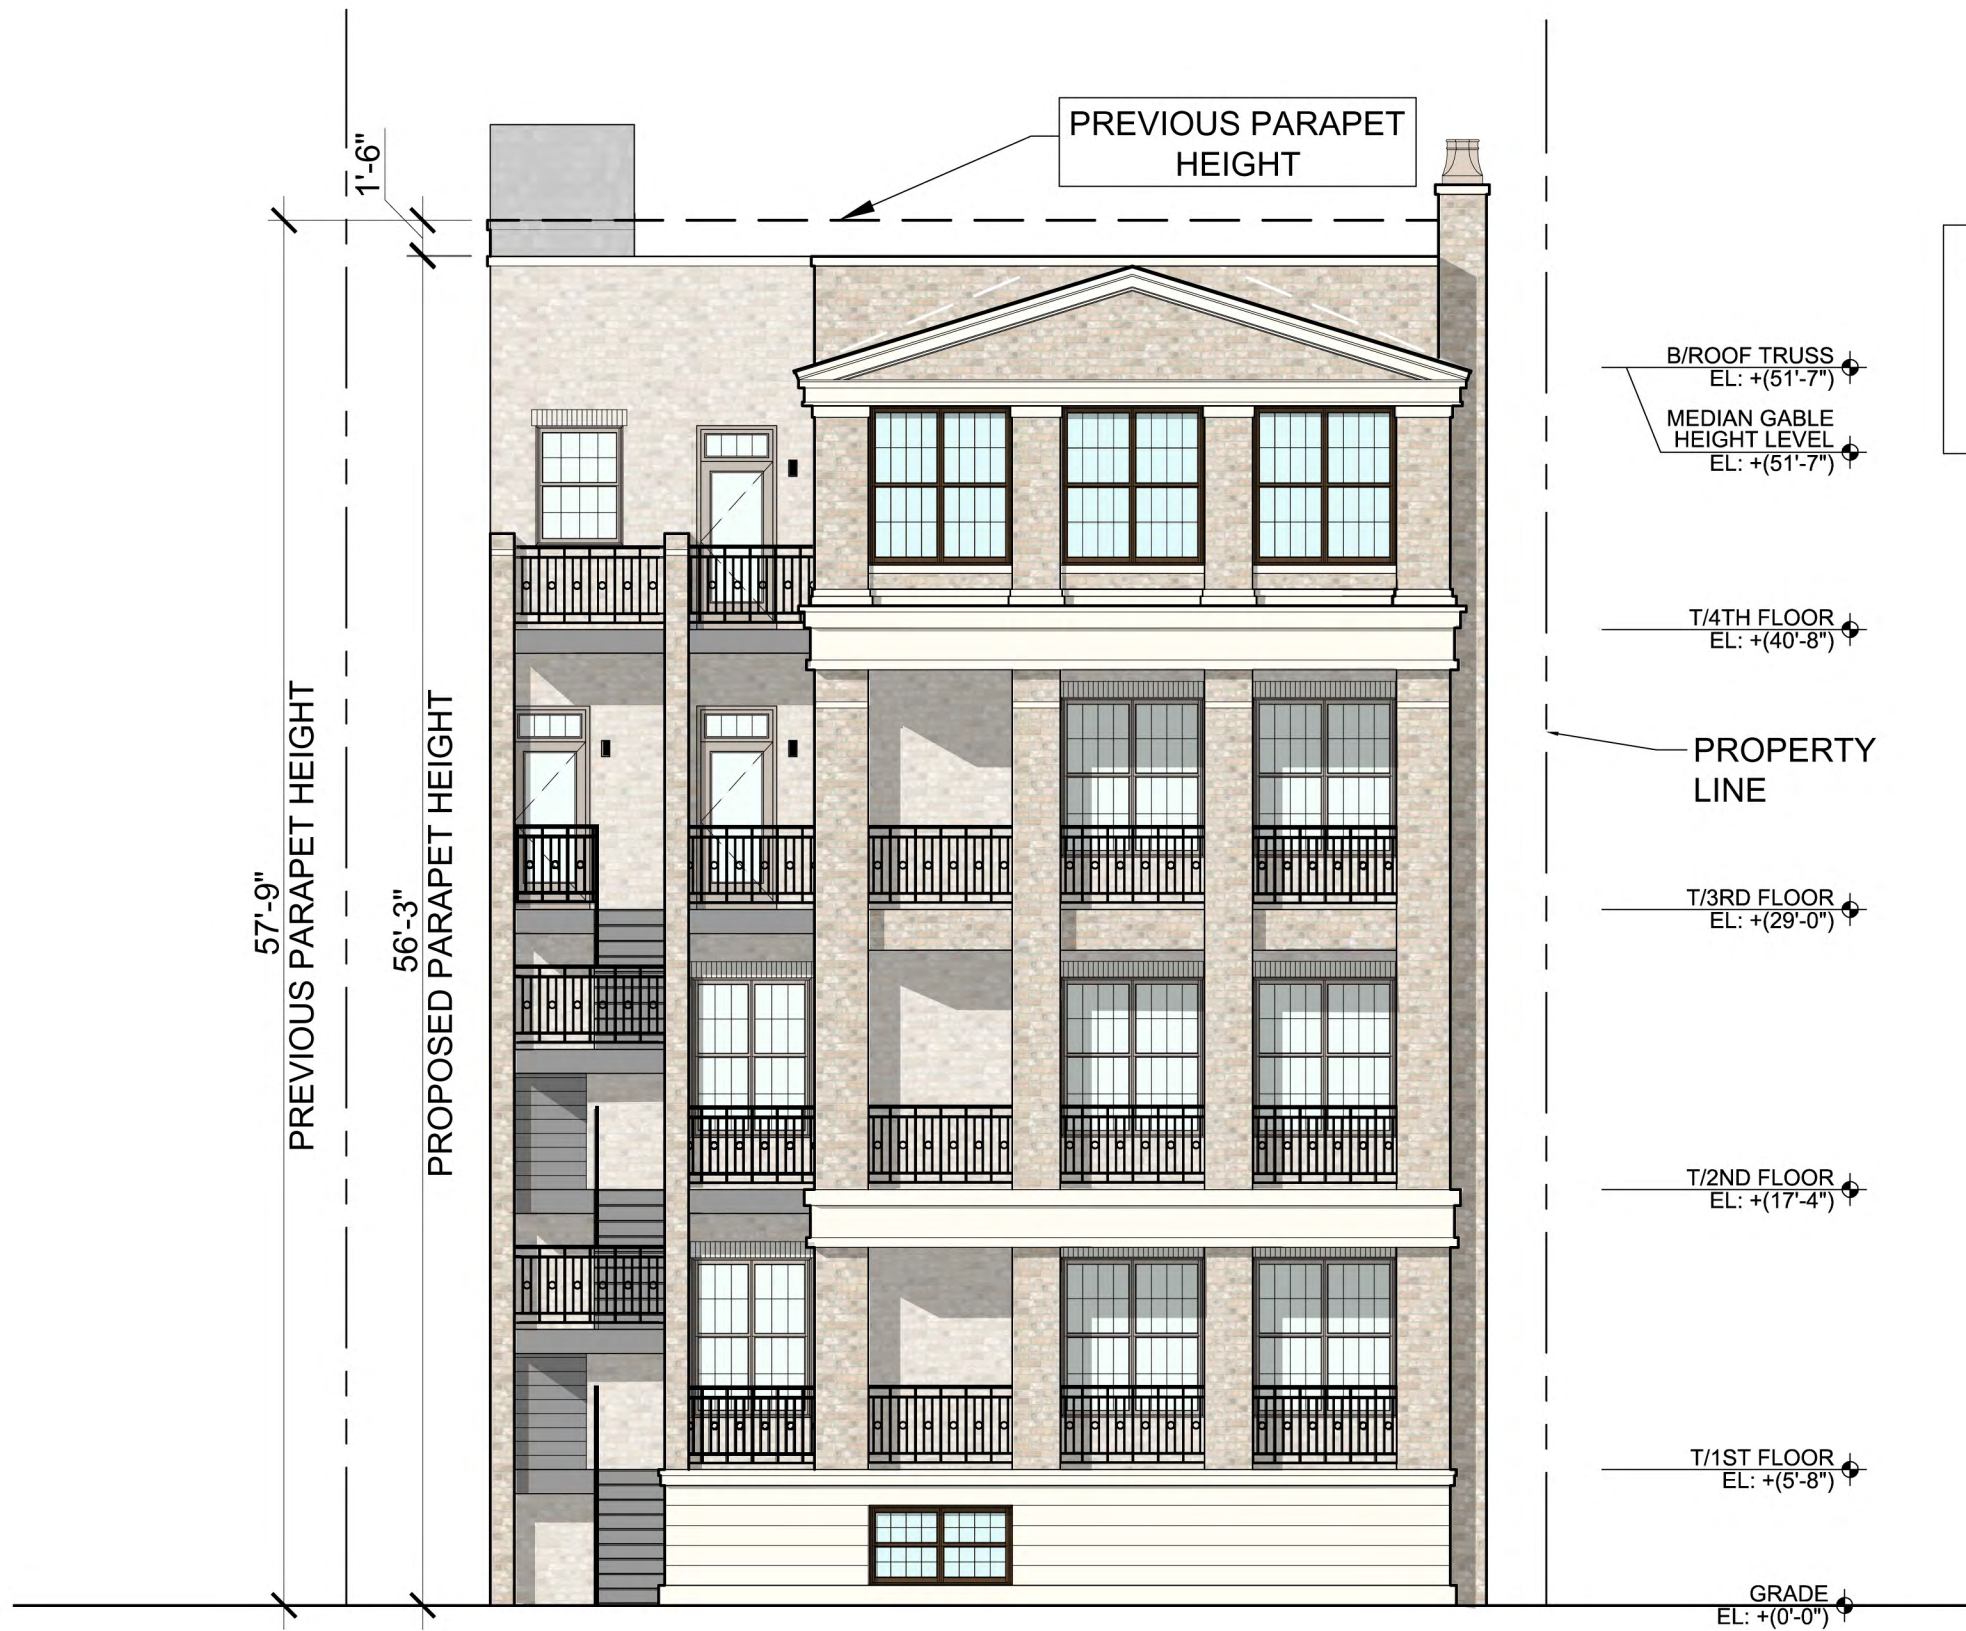 PREVIOUS PARAPET
HEIGHT
1'-6"
57'-9"
PREVIOUS PARAPET HEIGHT
56'-3"
PROPOSED PARAPET HEIGHT
B/ROOF TRUSS
EL: +(51'-7")
MEDIAN GABLE
HEIGHT LEVEL
EL: +(51'-7")
T/4TH FLOOR
EL: +(40'-8")
PROPERTY
LINE
T/3RD FLOOR
EL: +(29'-0")
T/2ND FLOOR
EL: +(17'-4")
T/1ST FLOOR
EL: +(5'-8")
GRADE
EL: +(0'-0")